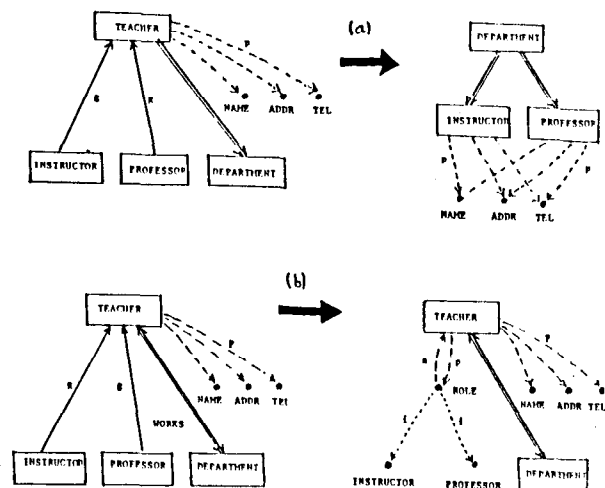 (a)
TEACHER
DEPARTMENT
P
NAME ADDR TEL
INSTRUCTOR PROFESSOR
INSTRUCTOR PROFESSOR DEPARTMENT
P P
NAME ADDR TEL
(b)
TEACHER
TEACHER
P
P
P
NAME ADDR TEL
ROLE
NAME ADDR TEL
WORKS
INSTRUCTOR PROFESSOR DEPARTMENT
INSTRUCTOR PROFESSOR DEPARTMENT